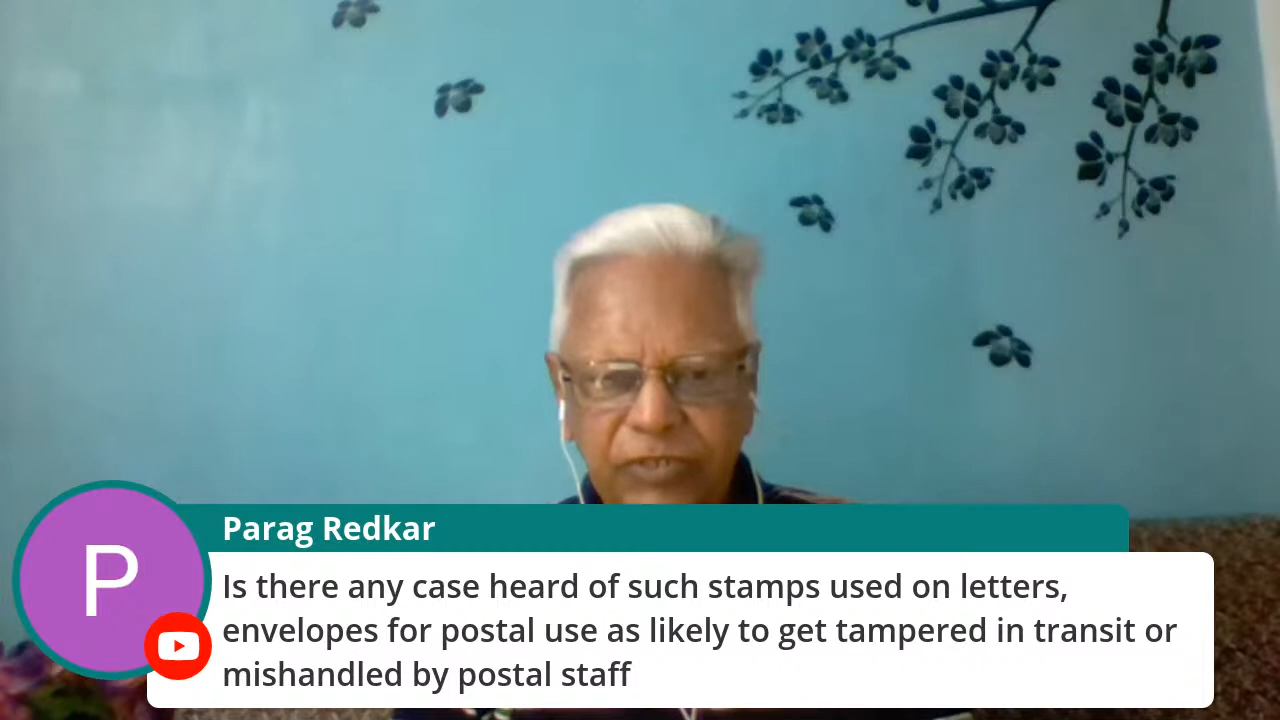 Parag Redkar
P
Is there any case heard of such stamps used on letters,
envelopes for postal use as likely to get tampered in transit or
mishandled by postal staff